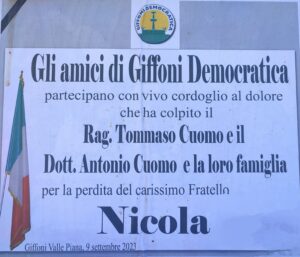 GIFFONI DEMOCRATICA
Gli amici di Giffoni Democratica
partecipano con vivo cordoglio al dolore
che ha colpito il
Rag. Tommaso Cuomo e il
Dott. Antonio Cuomo e la loro famiglia
per la perdita del carissimo Fratello
Nicola
Giffoni Valle Piana, 9 settembre 2023